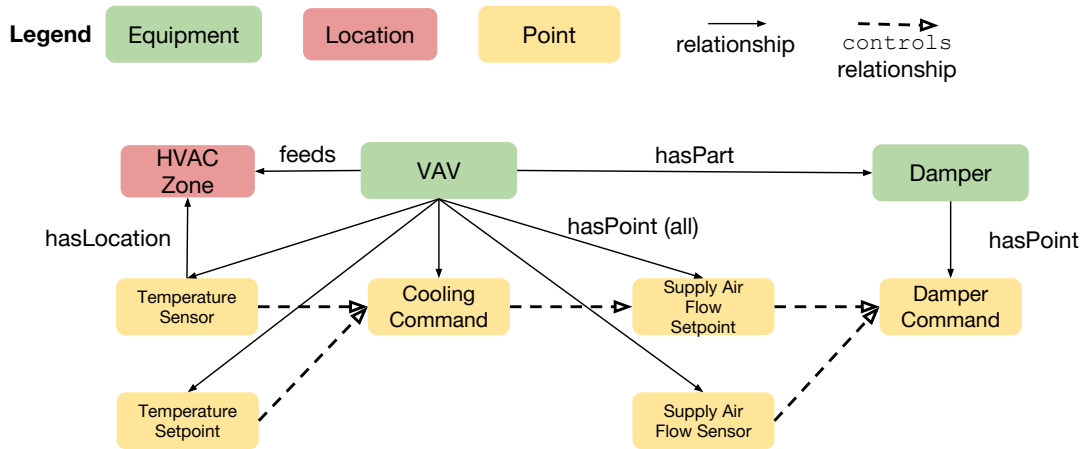 Legend
Equipment
Location
Point
relationship
controls
relationship
HVAC
Zone
feeds
VAV
hasPart
Damper
hasLocation
hasPoint (all)
hasPoint
Temperature
Sensor
Cooling
Command
Supply Air
Flow
Setpoint
Damper
Command
Temperature
Setpoint
Supply Air
Flow Sensor